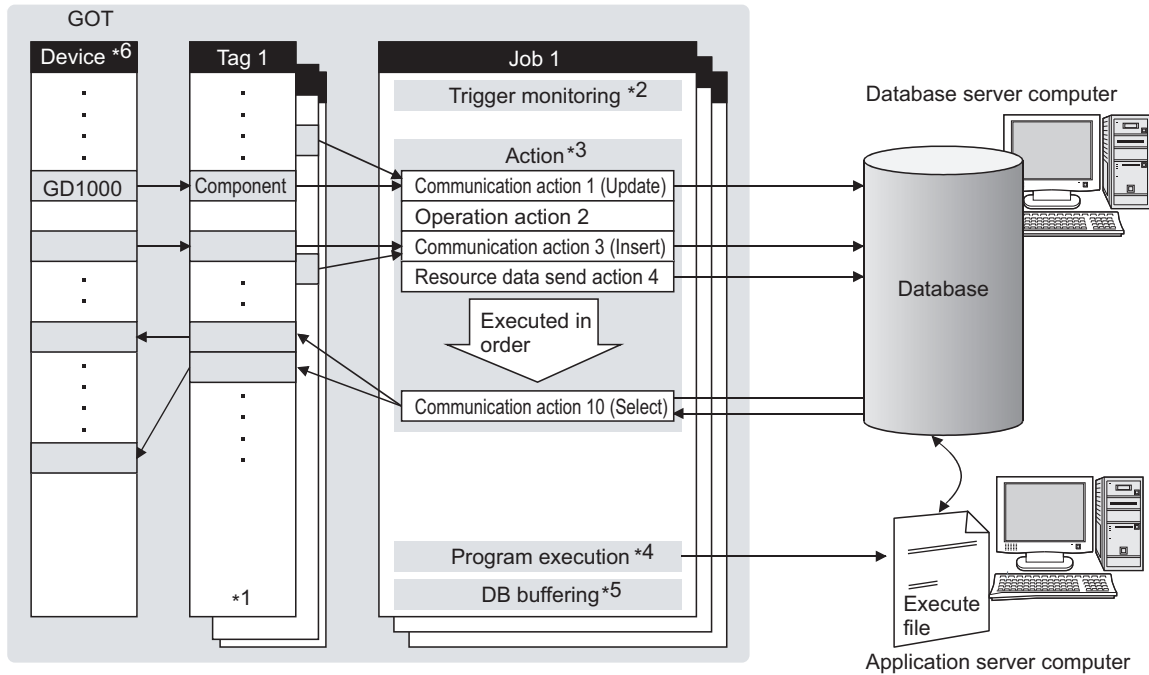 GOT
Device *6
Tag 1
Job 1
Trigger monitoring *2
Database server computer
Action*3
GD1000
Component
Communication action 1 (Update)
Operation action 2
Communication action 3 (Insert)
Resource data send action 4
Database
Executed in
order
Communication action 10 (Select)
Program execution *4
DB buffering*5
*1
Execute
file
Application server computer